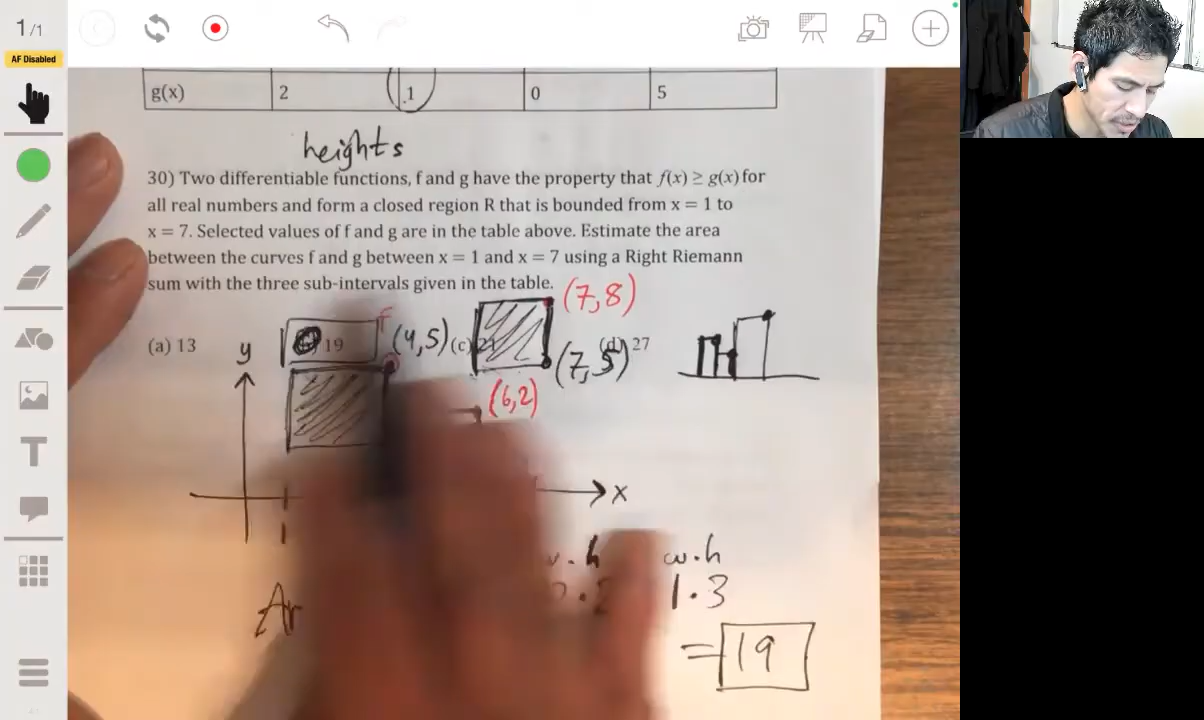 1/1
AF Disabled
g(x) 2 1 0 5
heights
30) Two differentiable functions, f and g have the property that f(x) ≥ g(x) for
all real numbers and form a closed region R that is bounded from x = 1 to
x = 7. Selected values of f and g are in the table above. Estimate the area
between the curves f and g between x = 1 and x = 7 using a Right Riemann
sum with the three sub-intervals given in the table.
(7,8)
(a) 13 19 (4,5) (c) 21 (7,5) (d) 27
y
(6,2)
T
x
1
w.h
1.3
= 19